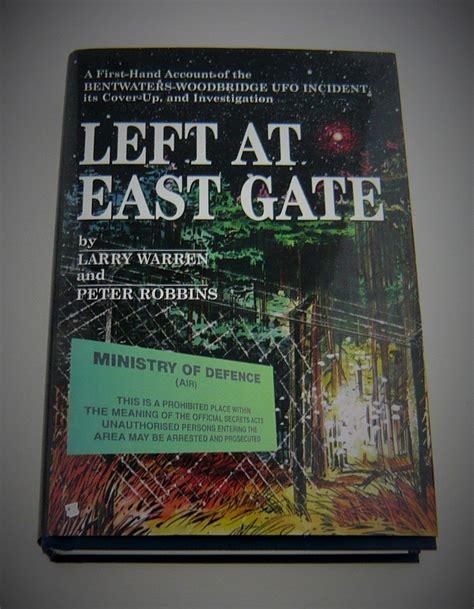 A First-Hand Account of the
BENTWATERS-WOODBRIDGE UFO INCIDENT,
its Cover-Up, and Investigation
LEFT AT
EAST GATE
by
LARRY WARREN
and
PETER ROBBINS
MINISTRY OF DEFENCE
(AIR)
THIS IS A PROHIBITED PLACE WITHIN
THE MEANING OF THE OFFICIAL SECRETS ACTS
UNAUTHORISED PERSONS ENTERING THE
AREA MAY BE ARRESTED AND PROSECUTED